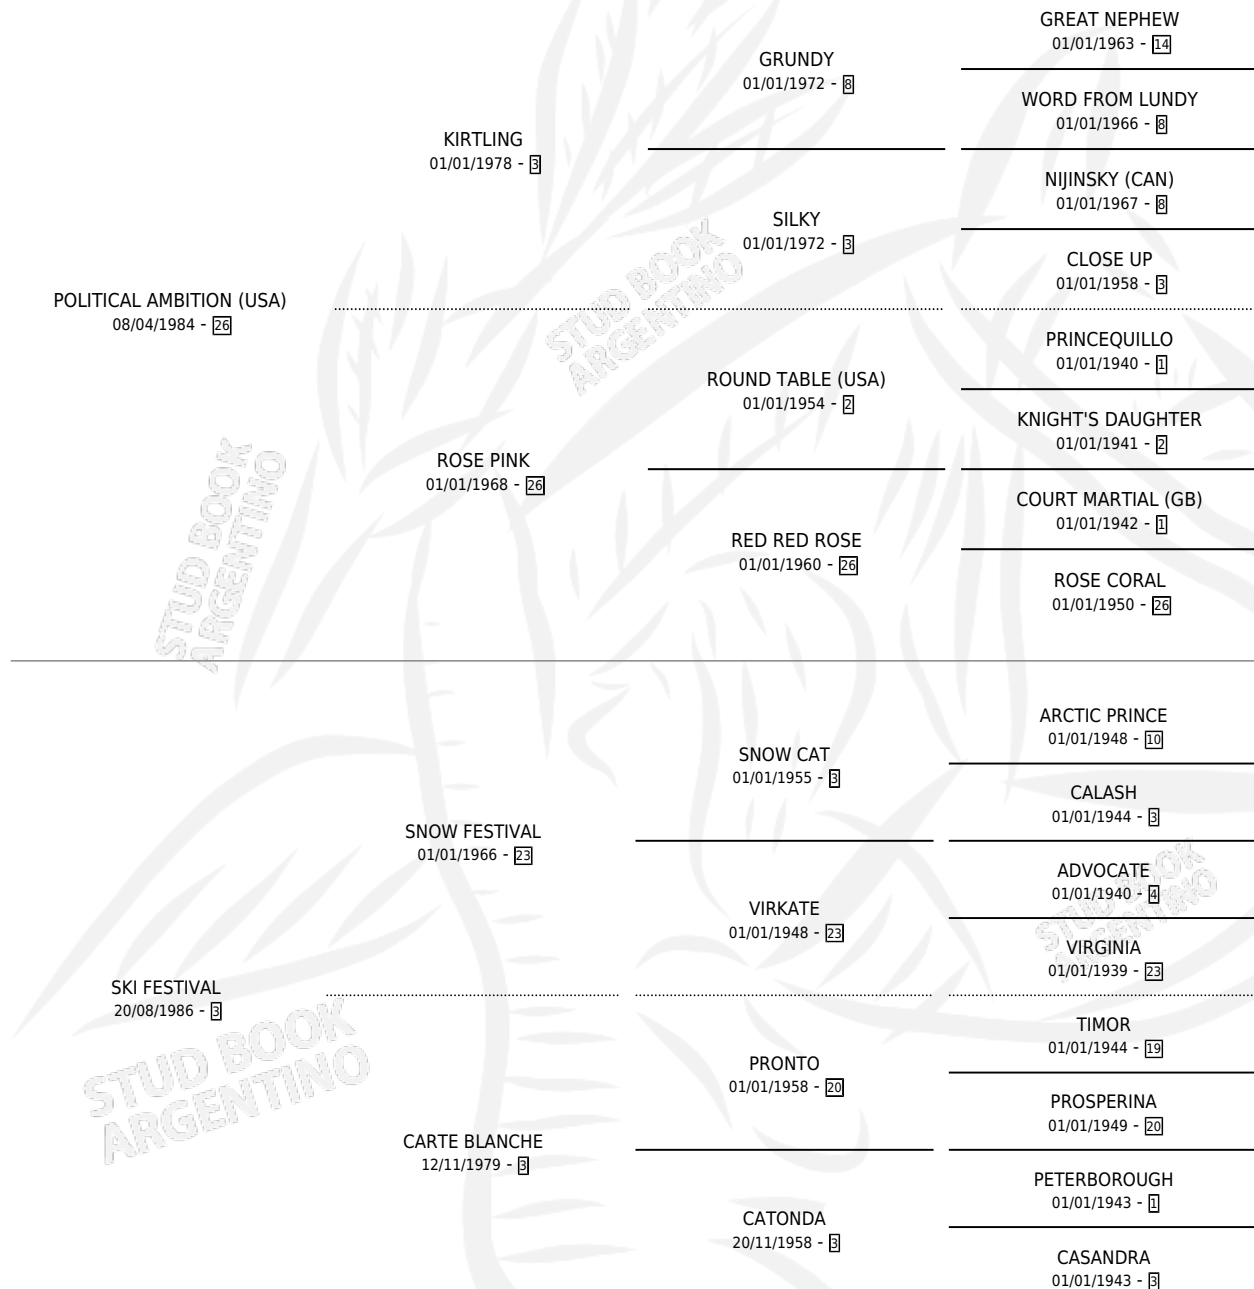 GREAT NEPHEW
01/01/1963 - 14
GRUNDY
01/01/1972 - 8
WORD FROM LUNDY
01/01/1966 - 8
KIRTLING
01/01/1978 - 3
NIJINSKY (CAN)
01/01/1967 - 8
SILKY
01/01/1972 - 3
CLOSE UP
01/01/1958 - 3
POLITICAL AMBITION (USA)
08/04/1984 - 26
PRINCEQUILLO
01/01/1940 - 1
ROUND TABLE (USA)
01/01/1954 - 2
KNIGHT'S DAUGHTER
01/01/1941 - 2
ROSE PINK
01/01/1968 - 26
COURT MARTIAL (GB)
01/01/1942 - 1
RED RED ROSE
01/01/1960 - 26
ROSE CORAL
01/01/1950 - 26
ARCTIC PRINCE
01/01/1948 - 10
SNOW CAT
01/01/1955 - 3
CALASH
01/01/1944 - 3
SNOW FESTIVAL
01/01/1966 - 23
ADVOCATE
01/01/1940 - 4
VIRKATE
01/01/1948 - 23
VIRGINIA
01/01/1939 - 23
SKI FESTIVAL
20/08/1986 - 3
TIMOR
01/01/1944 - 19
PRONTO
01/01/1958 - 20
PROSPERINA
01/01/1949 - 20
CARTE BLANCHE
12/11/1979 - 3
PETERBOROUGH
01/01/1943 - 1
CATONDA
20/11/1958 - 3
CASANDRA
01/01/1943 - 3
STUD BOOK
ARGENTINO
STUD BOOK
ARGENTINO
STUD BOOK
ARGENTINO
STUD BOOK
ARGENTINO